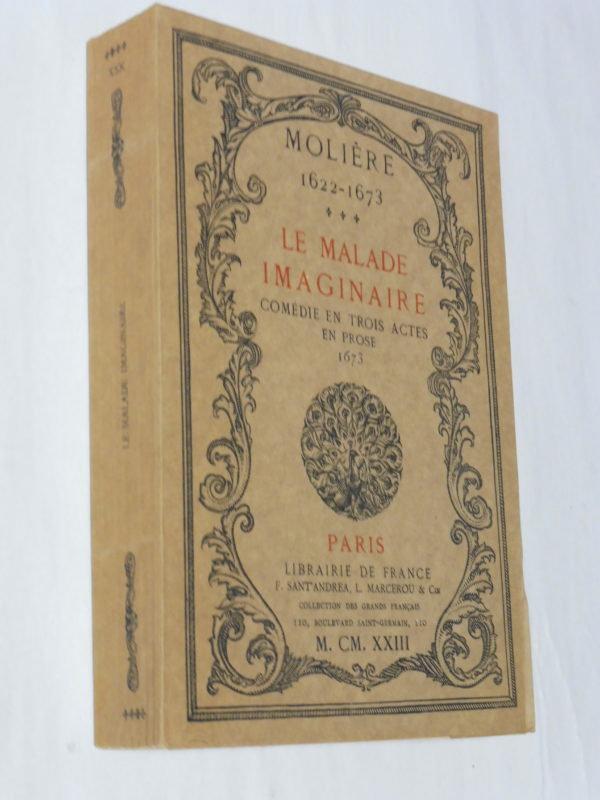 MOLIÈRE
1622-1673
LE MALADE
IMAGINAIRE
COMÉDIE EN TROIS ACTES
EN PROSE
1673
PARIS
LIBRAIRIE DE FRANCE
F. SANT'ANDREA, L. MARCEROU & Cie
COLLECTION DES GRANDS FRANÇAIS
110, BOULEVARD SAINT-GERMAIN, 110
M. CM. XXIII
XXX
LE MALADE IMAGINAIRE